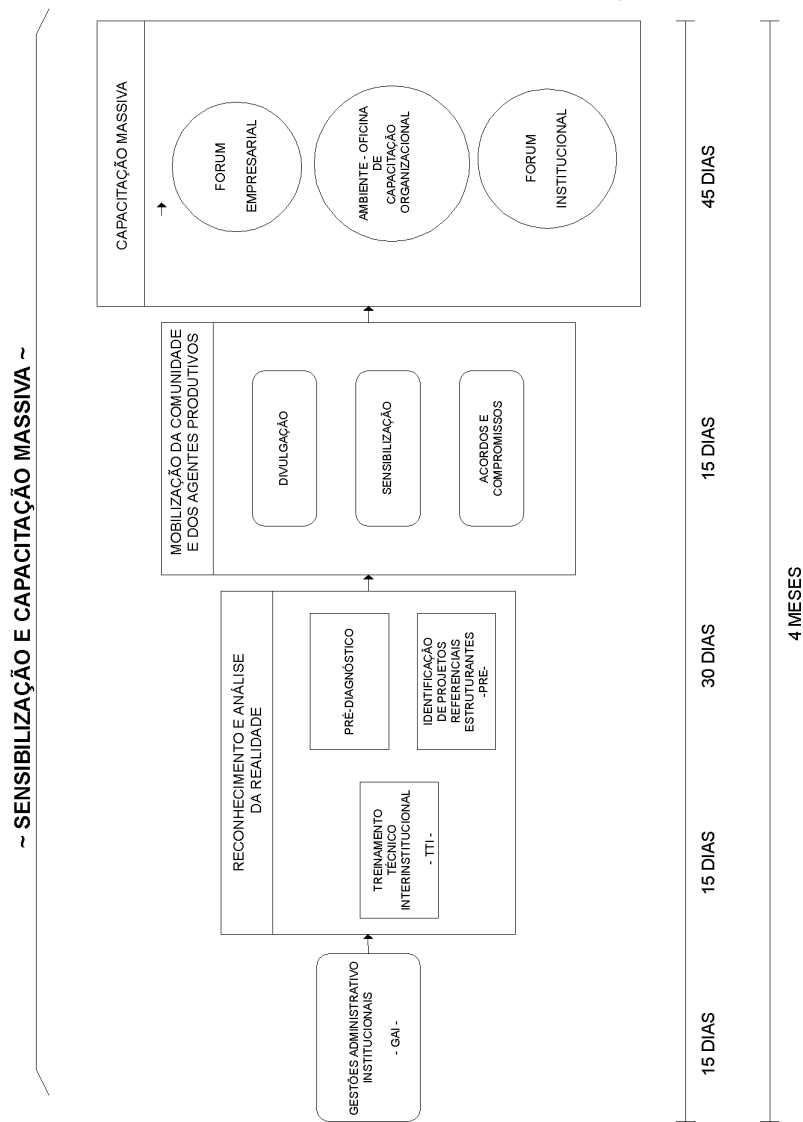 ~ SENSIBILIZAÇÃO E CAPACITAÇÃO MASSIVA ~
GESTÕES ADMINISTRATIVO
INSTITUCIONAIS
- GAI -
RECONHECIMENTO E ANÁLISE
DA REALIDADE
TREINAMENTO
TÉCNICO
INTERINSTITUCIONAL
- TTI -
PRÉ-DIAGNÓSTICO
IDENTIFICAÇÃO
DE PROJETOS
REFERENCIAIS
ESTRUTURANTES
-PRE-
MOBILIZAÇÃO DA COMUNIDADE
E DOS AGENTES PRODUTIVOS
DIVULGAÇÃO
SENSIBILIZAÇÃO
ACORDOS E
COMPROMISSOS
CAPACITAÇÃO MASSIVA
FORUM
EMPRESARIAL
AMBIENTE - OFICINA
DE
CAPACITAÇÃO
ORGANIZACIONAL
FORUM
INSTITUCIONAL
15 DIAS
15 DIAS
30 DIAS
15 DIAS
45 DIAS
4 MESES